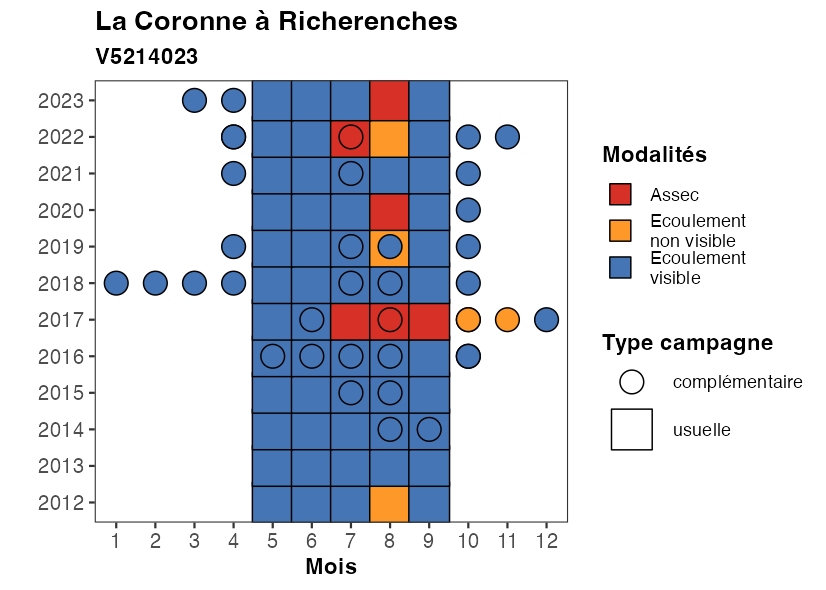 La Coronne à Richerenches
V5214023
2023
2022
2021
2020
2019
2018
2017
2016
2015
2014
2013
2012
1 2 3 4 5 6 7 8 9 10 11 12
Mois
Modalités
Assec
Ecoulement
non visible
Ecoulement
visible
Type campagne
complémentaire
usuelle